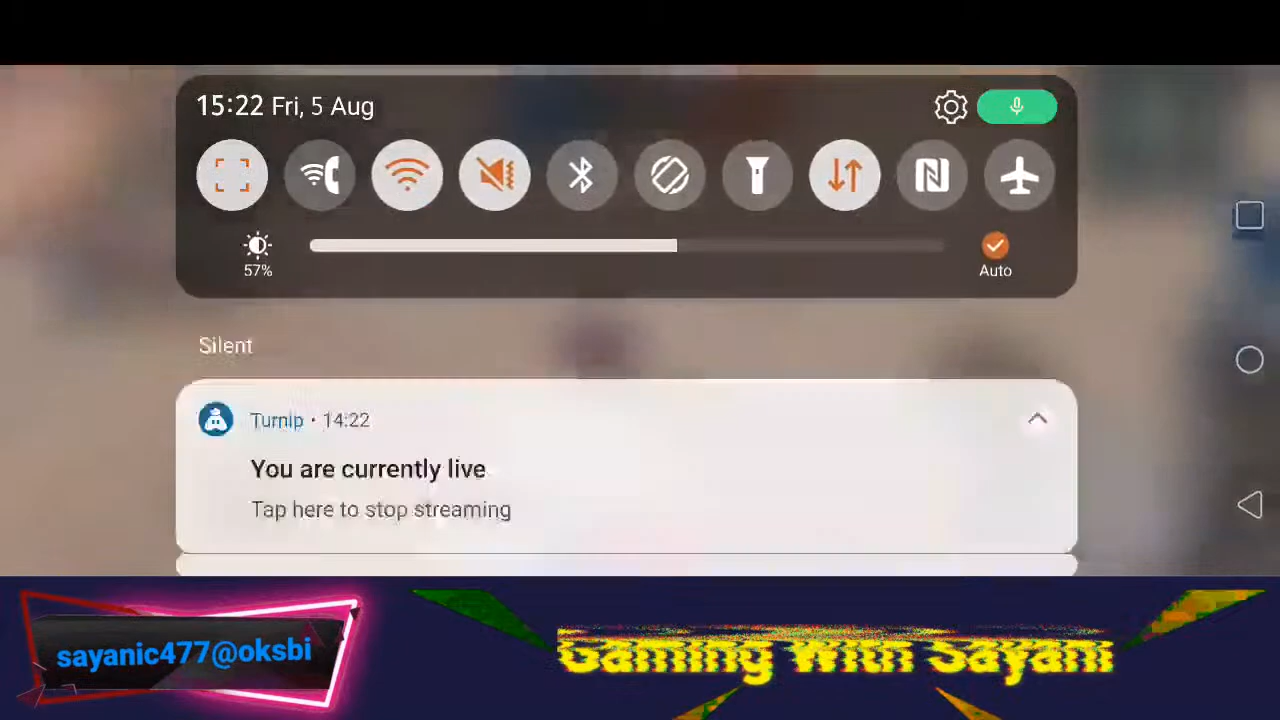 15:22 Fri, 5 Aug
57%
Auto
Silent
Turnip · 14:22
You are currently live
Tap here to stop streaming
sayanic477@oksbi
Gaming With Sayani